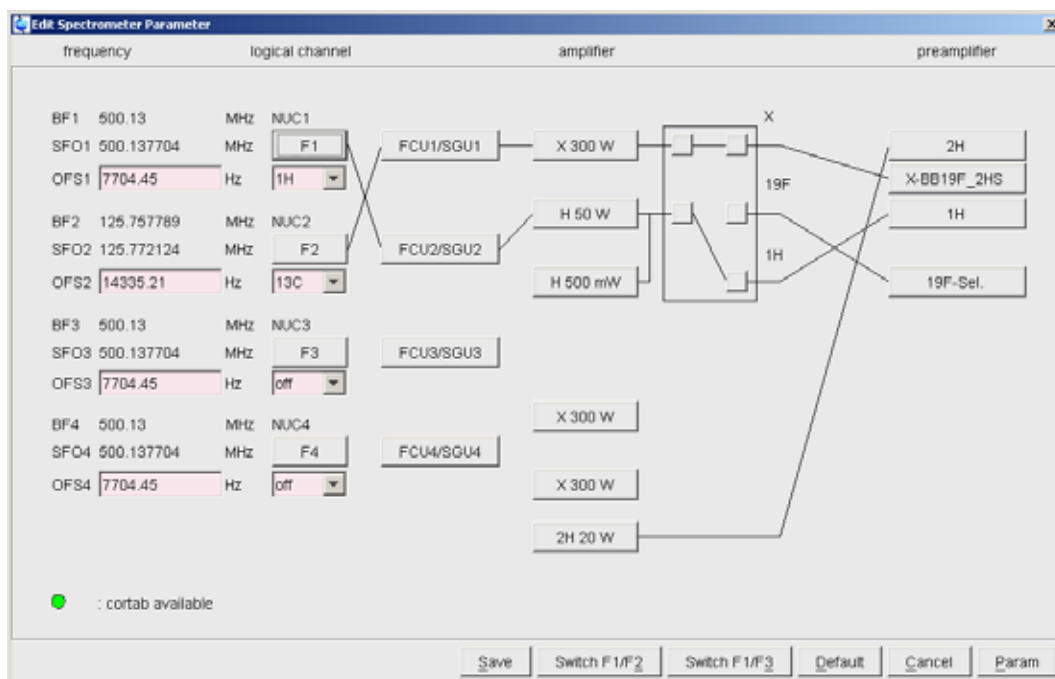 Edit Spectrometer Parameter
frequency logical channel amplifier preamplifier
BF1 500.13 MHz NUC1 X
SFO1 500.137704 MHz F1 FCU1/SGU1 X 300 W 2H
OFS1 7704.45 Hz 1H 19F X-BB19F_2HS
BF2 125.757789 MHz NUC2 H 50 W 1H
SFO2 125.772124 MHz F2 FCU2/SGU2 1H
OFS2 14335.21 Hz 13C H 500 mW 19F-Sel.
BF3 500.13 MHz NUC3
SFO3 500.137704 MHz F3 FCU3/SGU3
OFS3 7704.45 Hz off
BF4 500.13 MHz NUC4 X 300 W
SFO4 500.137704 MHz F4 FCU4/SGU4
OFS4 7704.45 Hz off X 300 W
2H 20 W
: cortab available
Save Switch F1/F2 Switch F1/F3 Default Cancel Param